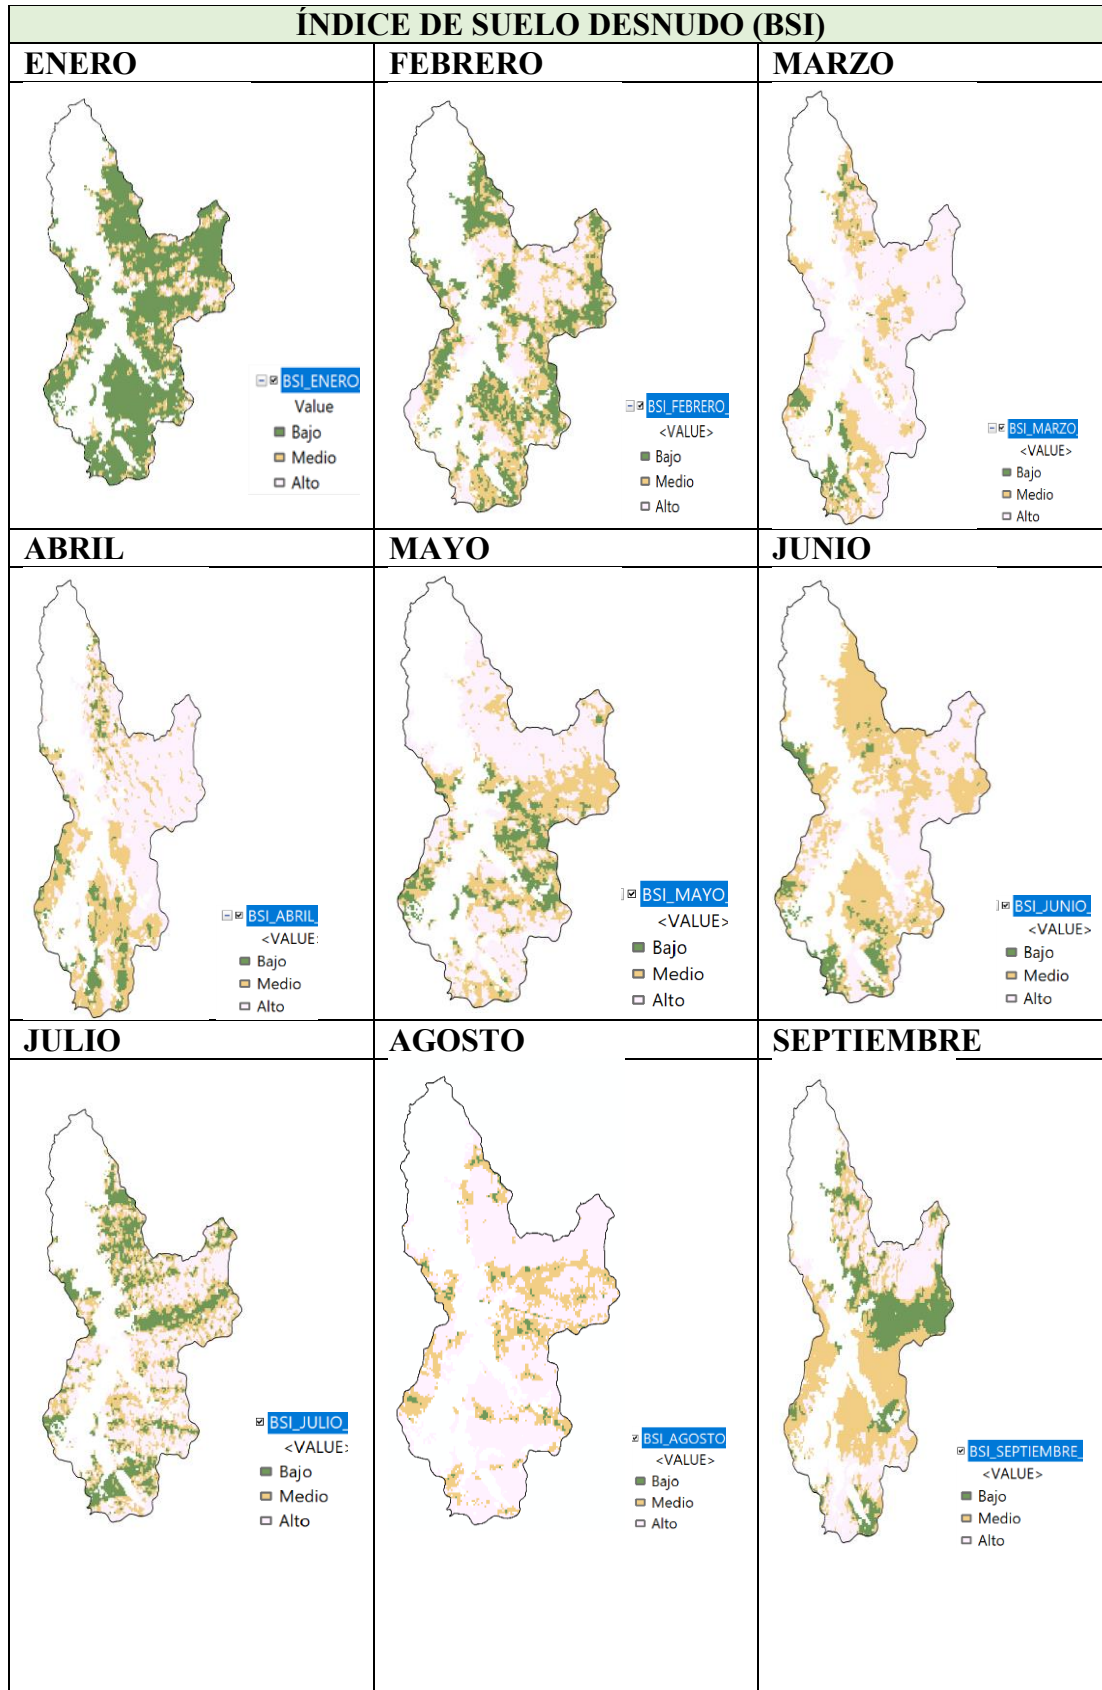 ÍNDICE DE SUELO DESNUDO (BSI)
ENERO
FEBRERO
MARZO
BSI_ENERO
Value
Bajo
Medio
Alto
BSI_FEBRERO_
<VALUE>
Bajo
Medio
Alto
BSI_MARZO_
<VALUE>
Bajo
Medio
Alto
ABRIL
MAYO
JUNIO
BSI_ABRIL_
<VALUE>
Bajo
Medio
Alto
BSI_MAYO_
<VALUE>
Bajo
Medio
Alto
BSI_JUNIO_
<VALUE>
Bajo
Medio
Alto
JULIO
AGOSTO
SEPTIEMBRE
BSI_JULIO_
<VALUE>
Bajo
Medio
Alto
BSI_AGOSTO
<VALUE>
Bajo
Medio
Alto
BSI_SEPTIEMBRE_
<VALUE>
Bajo
Medio
Alto